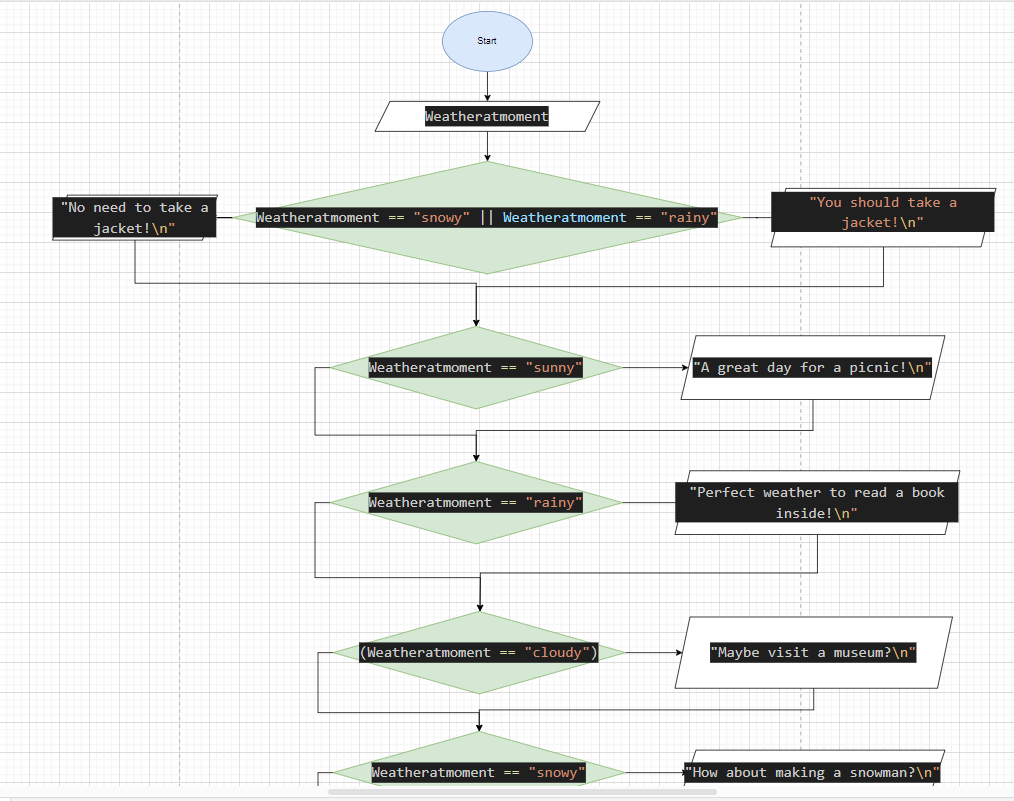 Start
Weatheratmoment
"No need to take a
jacket!\n"
Weatheratmoment == "snowy" || Weatheratmoment == "rainy"
"You should take a
jacket!\n"
Weatheratmoment == "sunny"
"A great day for a picnic!\n"
Weatheratmoment == "rainy"
"Perfect weather to read a book
inside!\n"
(Weatheratmoment == "cloudy")
"Maybe visit a museum?\n"
Weatheratmoment == "snowy"
"How about making a snowman?\n"